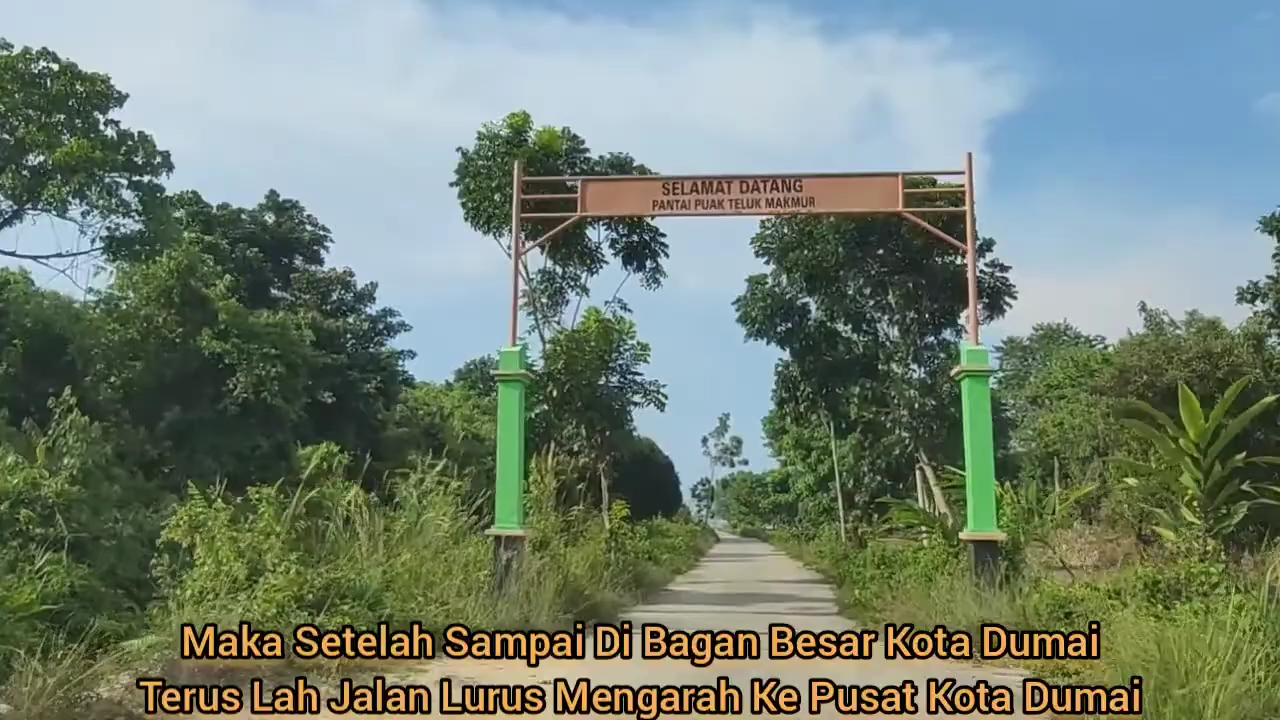 SELAMAT DATANG
PANTAI PUAK TELUK MAKMUR
Maka Setelah Sampai Di Bagan Besar Kota Dumai
Terus Lah Jalan Lurus Mengarah Ke Pusat Kota Dumai